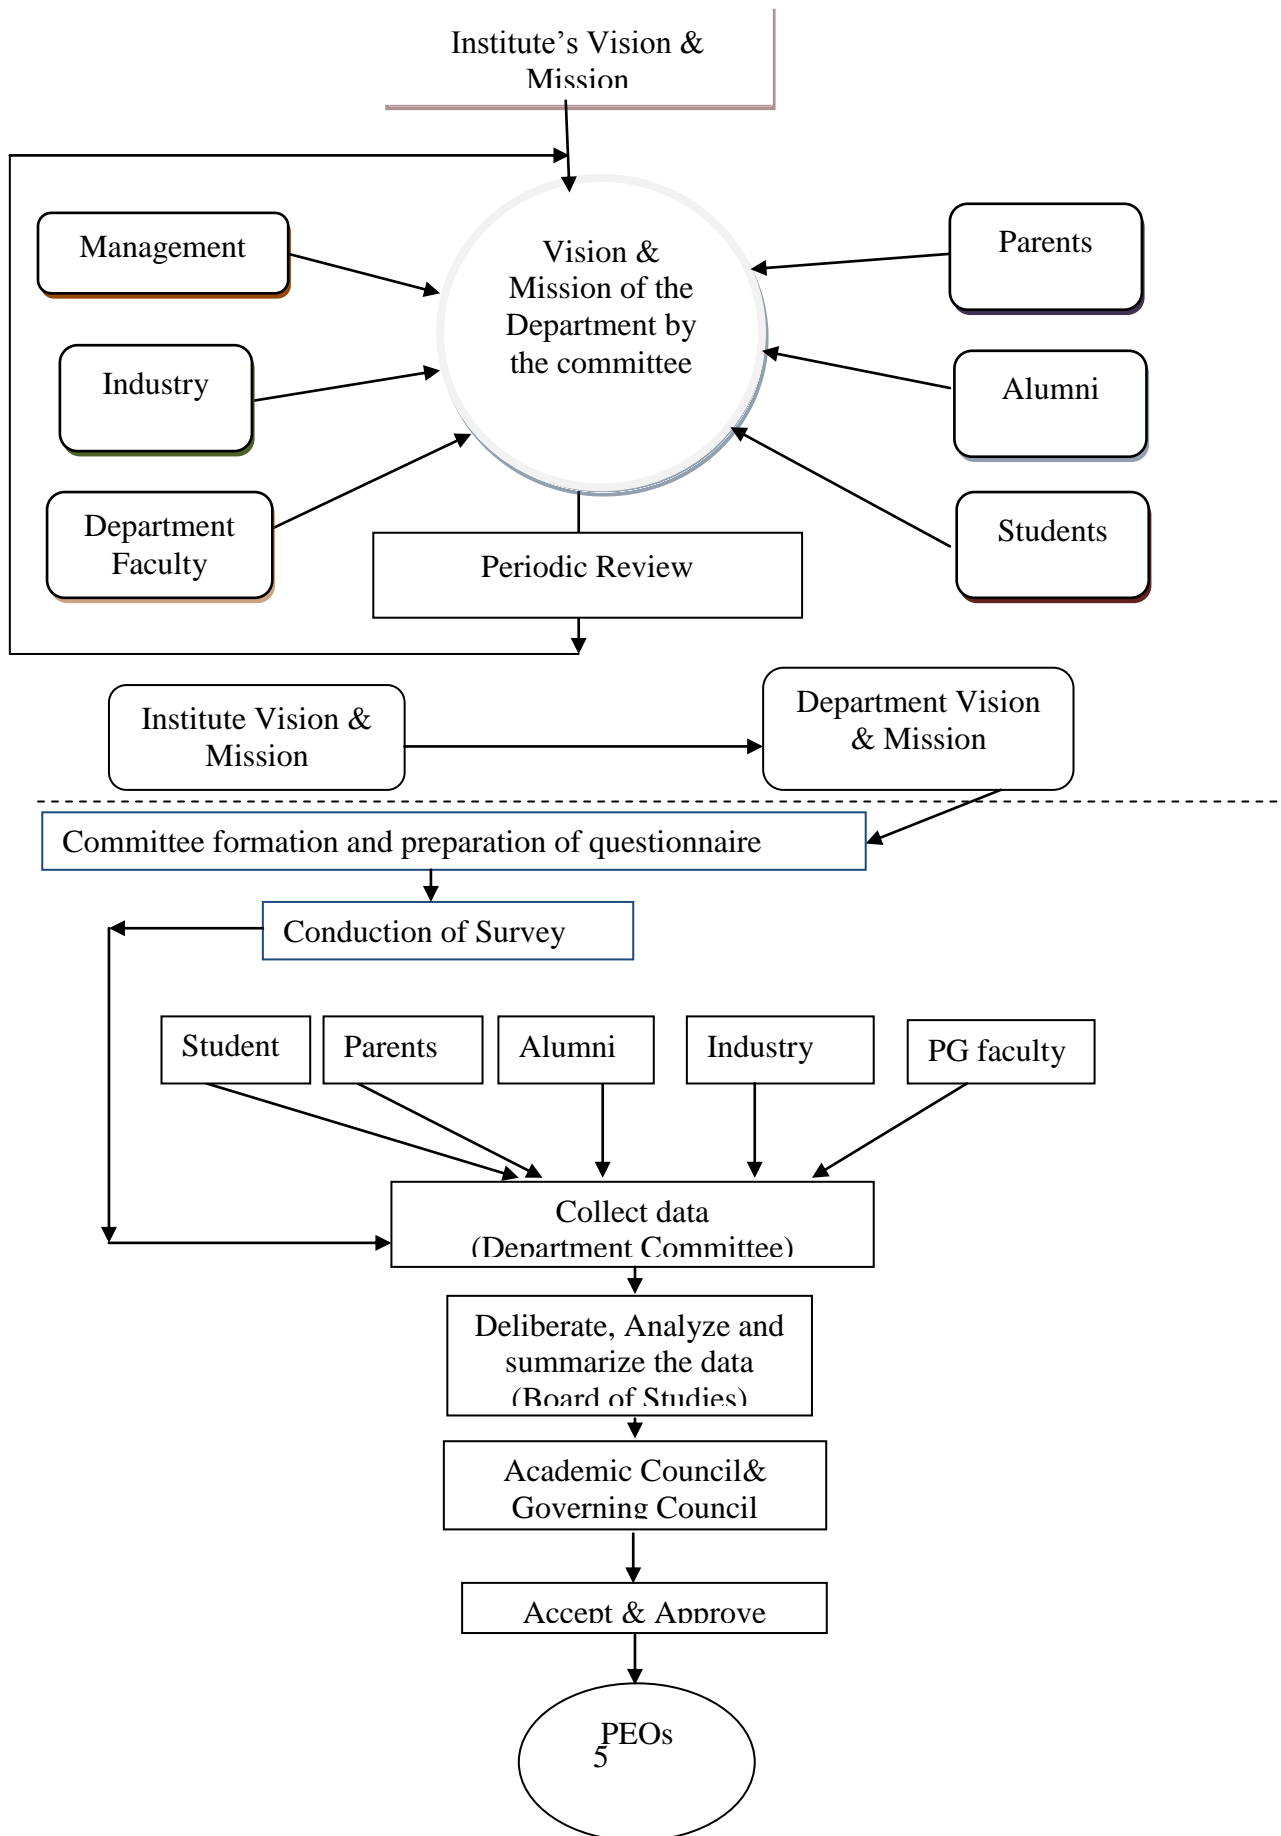 Institute’s Vision &
Mission
Management
Vision &
Mission of the
Department by
the committee
Parents
Industry
Alumni
Department
Faculty
Students
Periodic Review
Institute Vision &
Mission
Department Vision
& Mission
Committee formation and preparation of questionnaire
Conduction of Survey
Student
Parents
Alumni
Industry
PG faculty
Collect data
(Department Committee)
Deliberate, Analyze and
summarize the data
(Board of Studies)
Academic Council&
Governing Council
Accept & Approve
PEOs
5